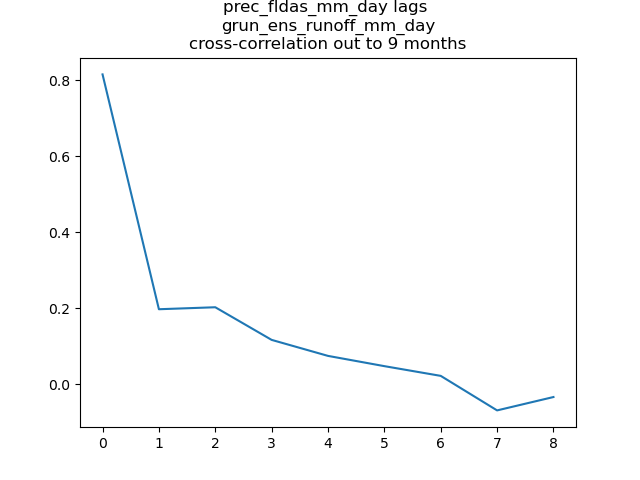 prec_fldas_mm_day lags
grun_ens_runoff_mm_day
cross-correlation out to 9 months
0.8
0.6
0.4
0.2
0.0
0 1 2 3 4 5 6 7 8